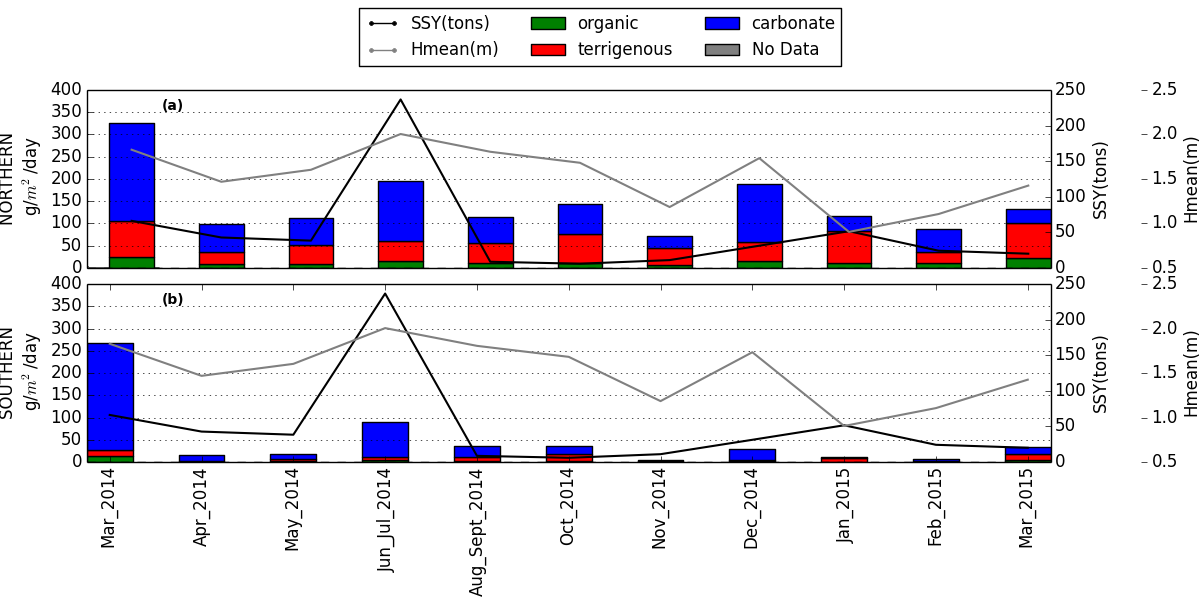 SSY(tons) organic carbonate
Hmean(m) terrigenous No Data
(a)
NORTHERN
g/m² /day
400
350
300
250
200
150
100
50
0
250
200
150
100
50
0
SSY(tons)
2.5
2.0
1.5
1.0
0.5
Hmean(m)
(b)
SOUTHERN
g/m² /day
400
350
300
250
200
150
100
50
0
250
200
150
100
50
0
SSY(tons)
2.5
2.0
1.5
1.0
0.5
Hmean(m)
Mar_2014
Apr_2014
May_2014
Jun_Jul_2014
Aug_Sept_2014
Oct_2014
Nov_2014
Dec_2014
Jan_2015
Feb_2015
Mar_2015